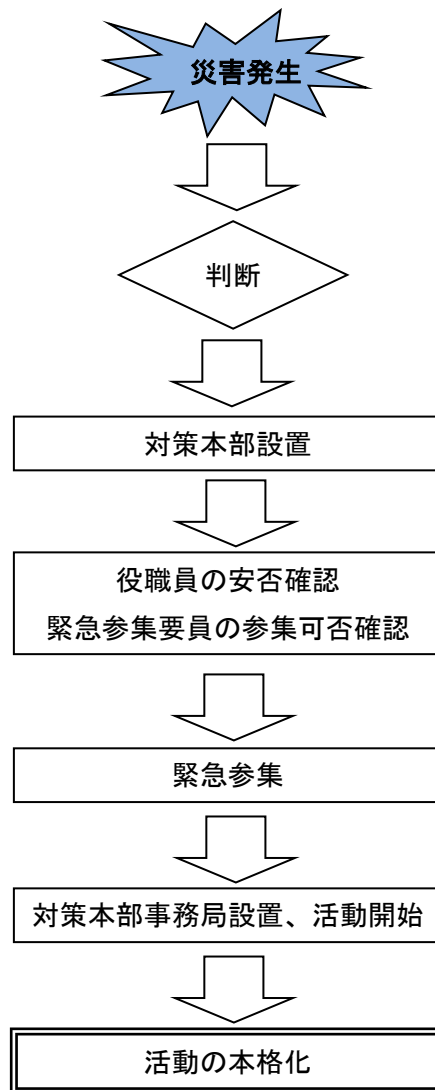 災害発生
判断
対策本部設置
役職員の安否確認
緊急参集要員の参集可否確認
緊急参集
対策本部事務局設置、活動開始
活動の本格化